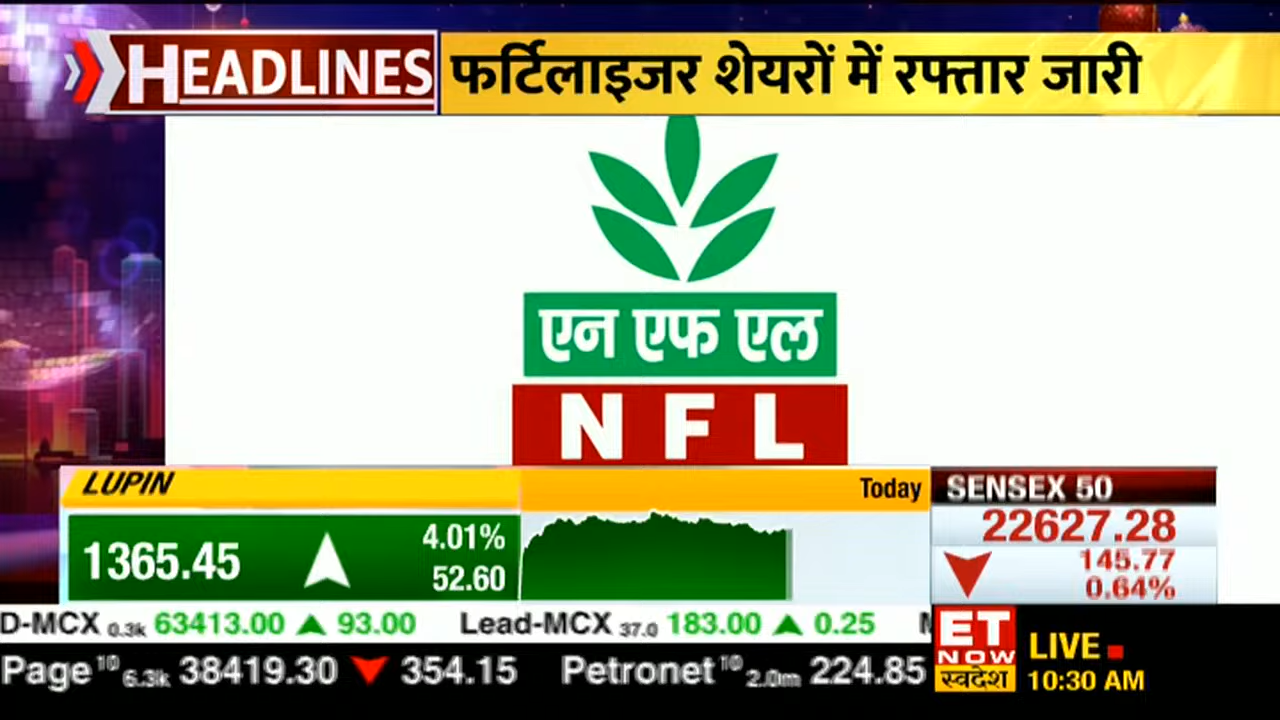 HEADLINES
फर्टिलाइजर शेयरों में रफ्तार जारी
एन एफ एल
NFL
LUPIN
Today
1365.45
4.01%
52.60
SENSEX 50
22627.28
145.77
0.64%
D-MCX 0.3k 63413.00 ▲ 93.00 Lead-MCX 37.0 183.00 ▲ 0.25
Page 10 6.3k 38419.30 ▼ 354.15 Petronet 10 2.0m 224.85
ET
NOW
स्वदेश
LIVE
10:30 AM